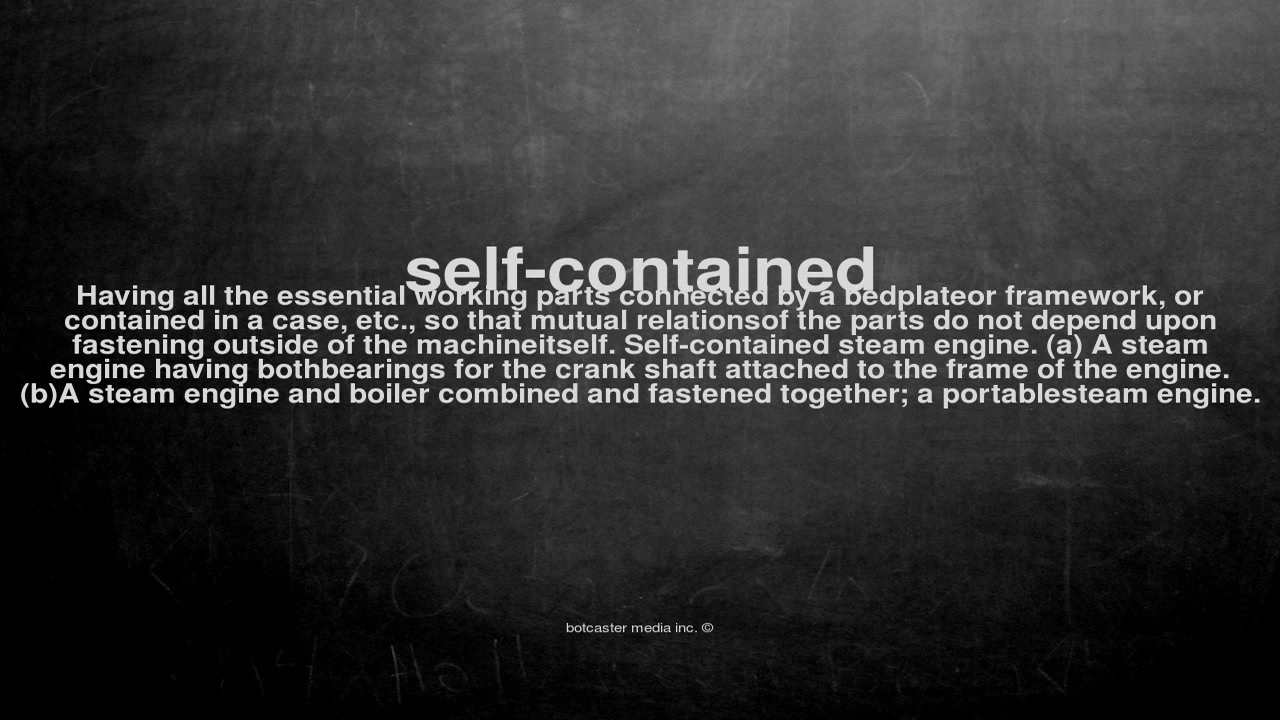 self-contained
Having all the essential working parts connected by a bedplateor framework, or
contained in a case, etc., so that mutual relationsof the parts do not depend upon
fastening outside of the machineitself. Self-contained steam engine. (a) A steam
engine having bothbearings for the crank shaft attached to the frame of the engine.
(b)A steam engine and boiler combined and fastened together; a portablesteam engine.
botcaster media inc. ©